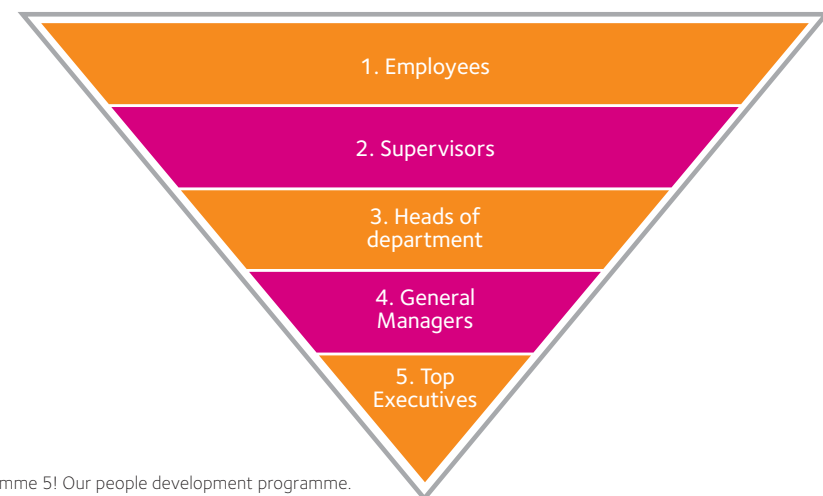 1. Employees
2. Supervisors
3. Heads of
department
4. General
Managers
5. Top
Executives
5! Our people development programme.